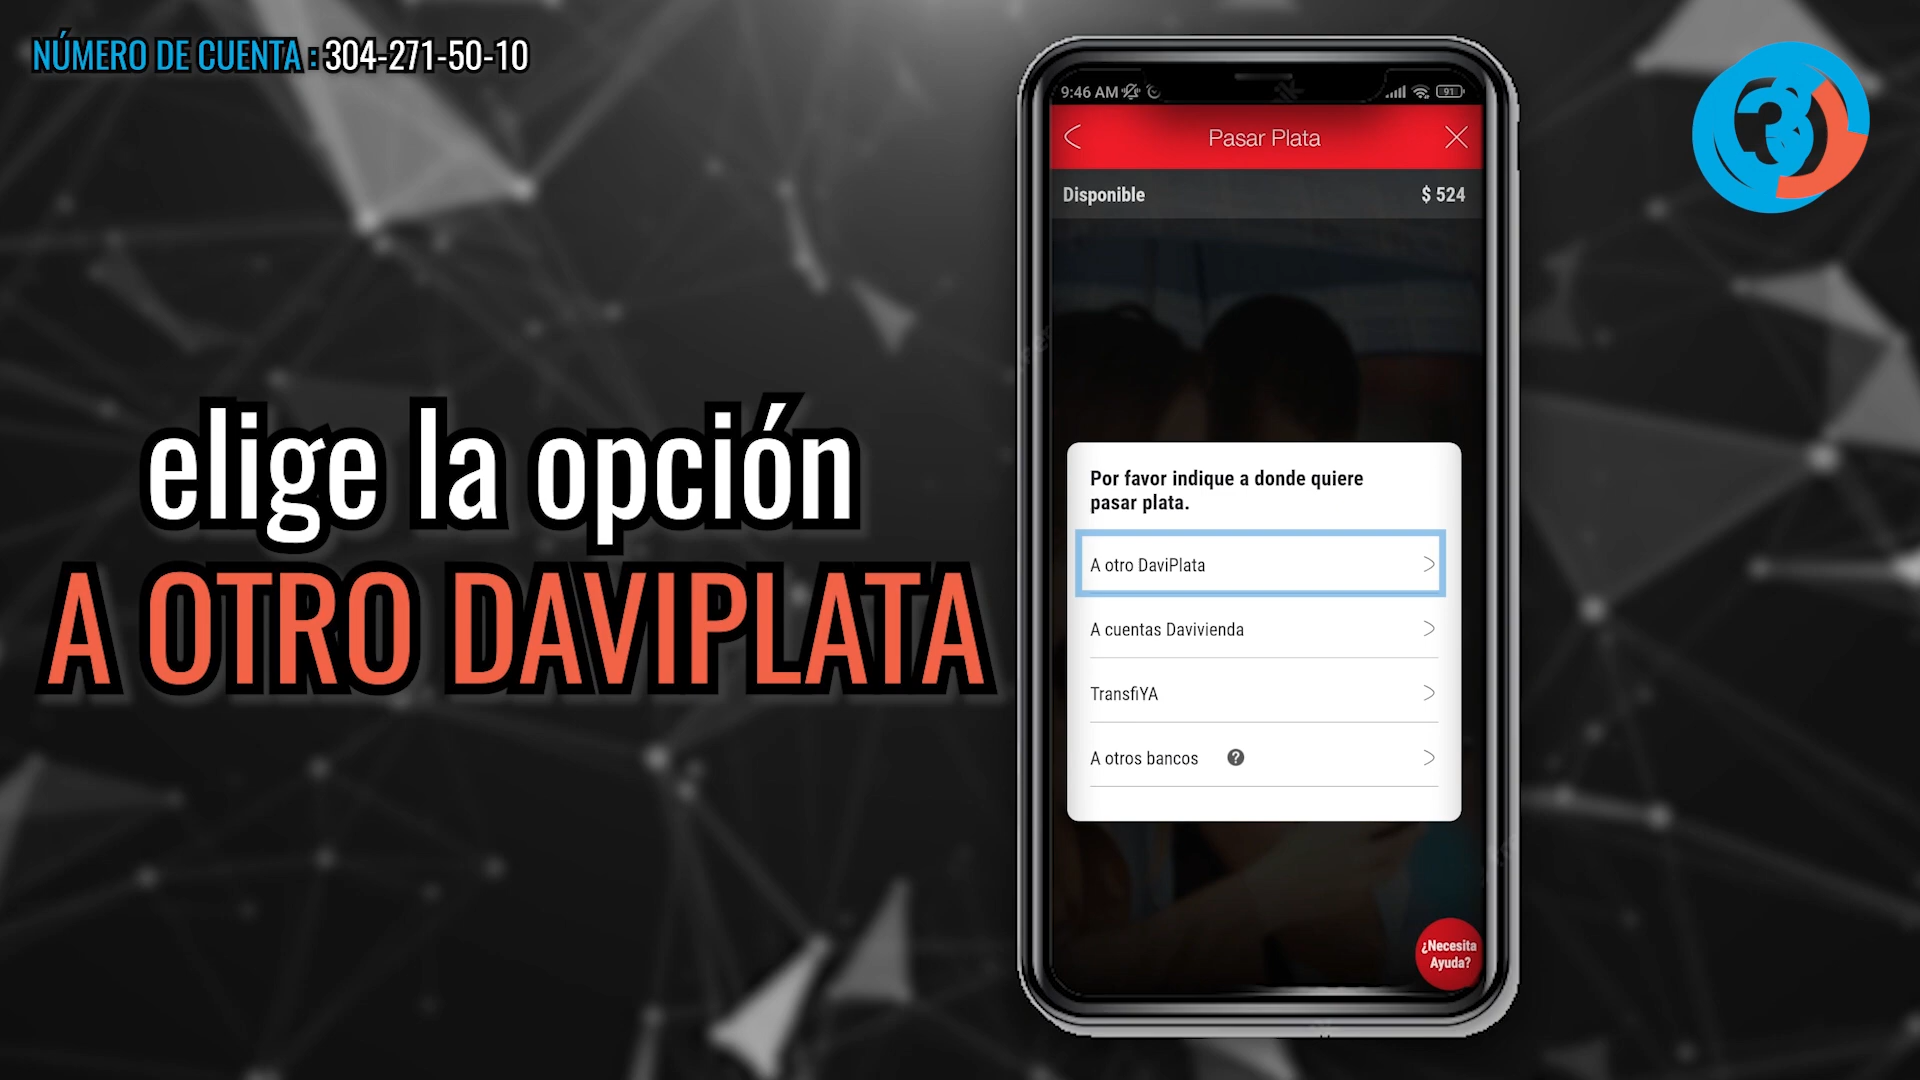 NÚMERO DE CUENTA : 304-271-50-10
elige la opción
A OTRO DAVIPLATA
9:46 AM
91
Pasar Plata
Disponible
$ 524
Por favor indique a donde quiere
pasar plata.
A otro DaviPlata
A cuentas Davivienda
TransfiYA
A otros bancos ?
¿Necesita
Ayuda?